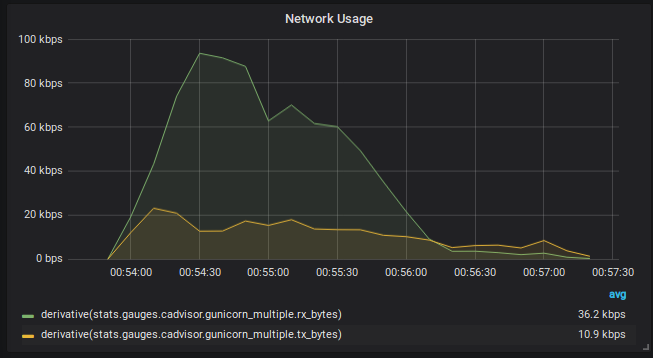 Network Usage
100 kbps
80 kbps
60 kbps
40 kbps
20 kbps
0 bps
00:54:00 00:54:30 00:55:00 00:55:30 00:56:00 00:56:30 00:57:00 00:57:30
avg
derivative(stats.gauges.cadvisor.gunicorn_multiple.rx_bytes) 36.2 kbps
derivative(stats.gauges.cadvisor.gunicorn_multiple.tx_bytes) 10.9 kbps